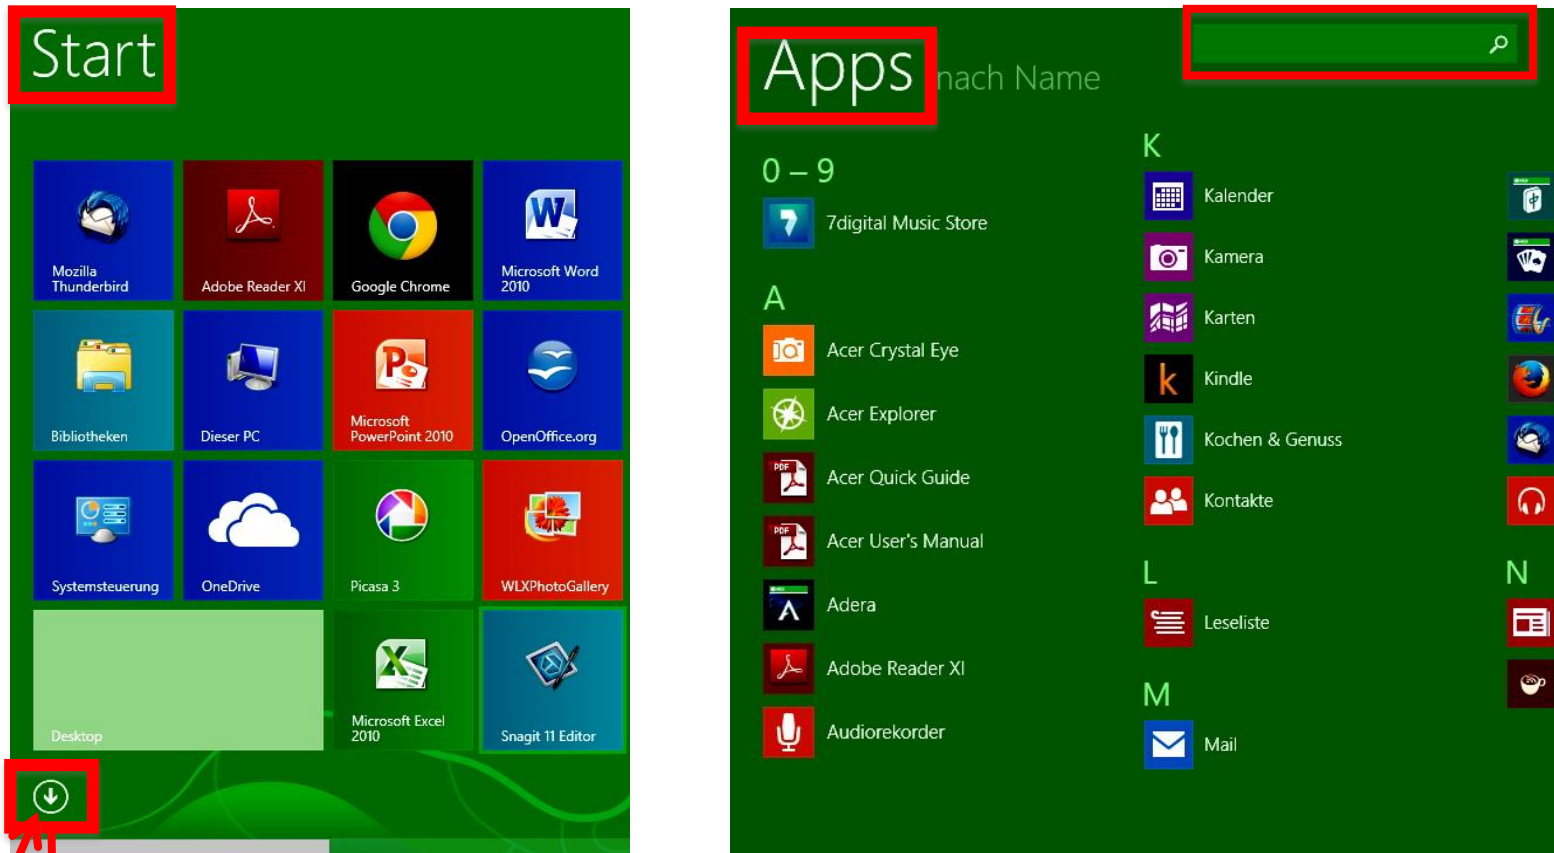 Start
Mozilla
Thunderbird
Adobe Reader XI
Google Chrome
Microsoft Word
2010
Bibliotheken
Dieser PC
Microsoft
PowerPoint 2010
OpenOffice.org
Systemsteuerung
OneDrive
Picasa 3
WLXPhotoGallery
Desktop
Microsoft Excel
2010
Snagit 11 Editor
Apps nach Name
0 – 9
7digital Music Store
A
Acer Crystal Eye
Acer Explorer
PDF
Acer Quick Guide
PDF
Acer User's Manual
Adera
Adobe Reader XI
Audiorekorder
K
Kalender
Kamera
Karten
k
Kindle
Kochen & Genuss
Kontakte
L
Leseliste
M
Mail
N